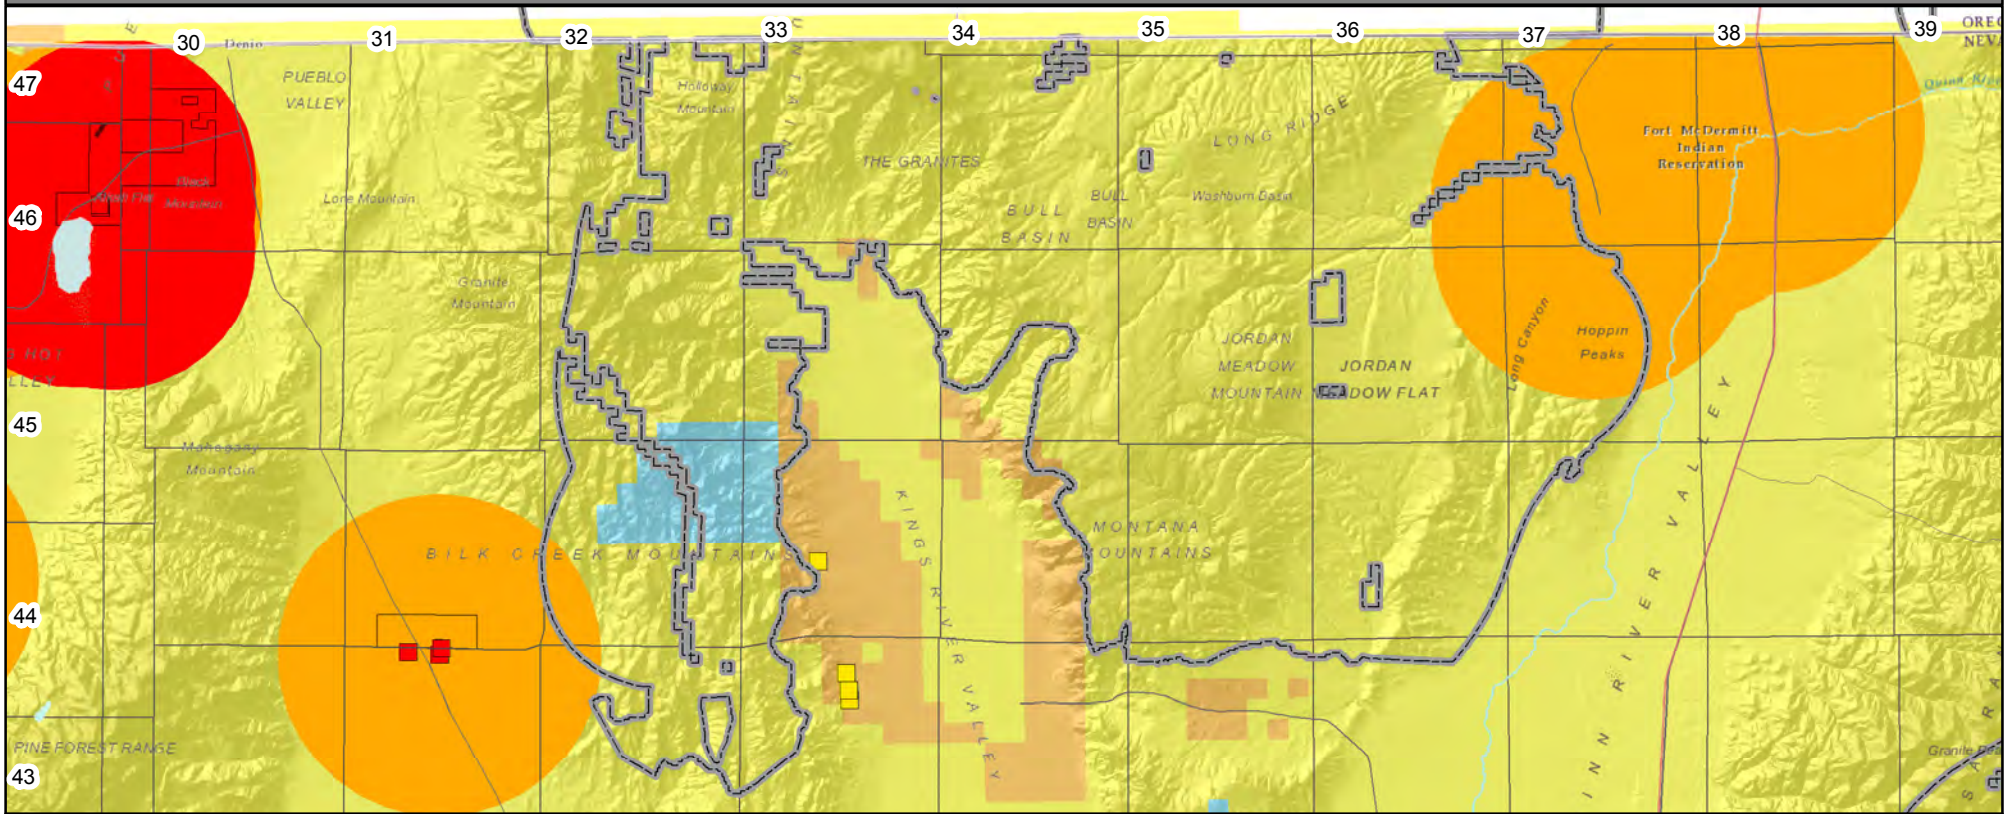 30
31
32
33
34
35
36
37
38
39
47
46
45
44
43
Denio
NEV
PUEBLO
VALLEY
Holloway
Mountain
THE GRANITES
LONG RIDGE
Fort McDermitt
Indian
Reservation
Lone Mountain
BULL
BASIN
BULL
BASIN
Washburn Basin
Granite
Mountain
JORDAN
MEADOW
MOUNTAIN
JORDAN
MEADOW FLAT
Long Canyon
Hoppin
Peaks
Mahogany
Mountain
BILK CREEK MOUNTAINS
KINGS RIVER VALLEY
MONTANA
MOUNTAINS
INN RIVER VALLEY
PINE FOREST RANGE